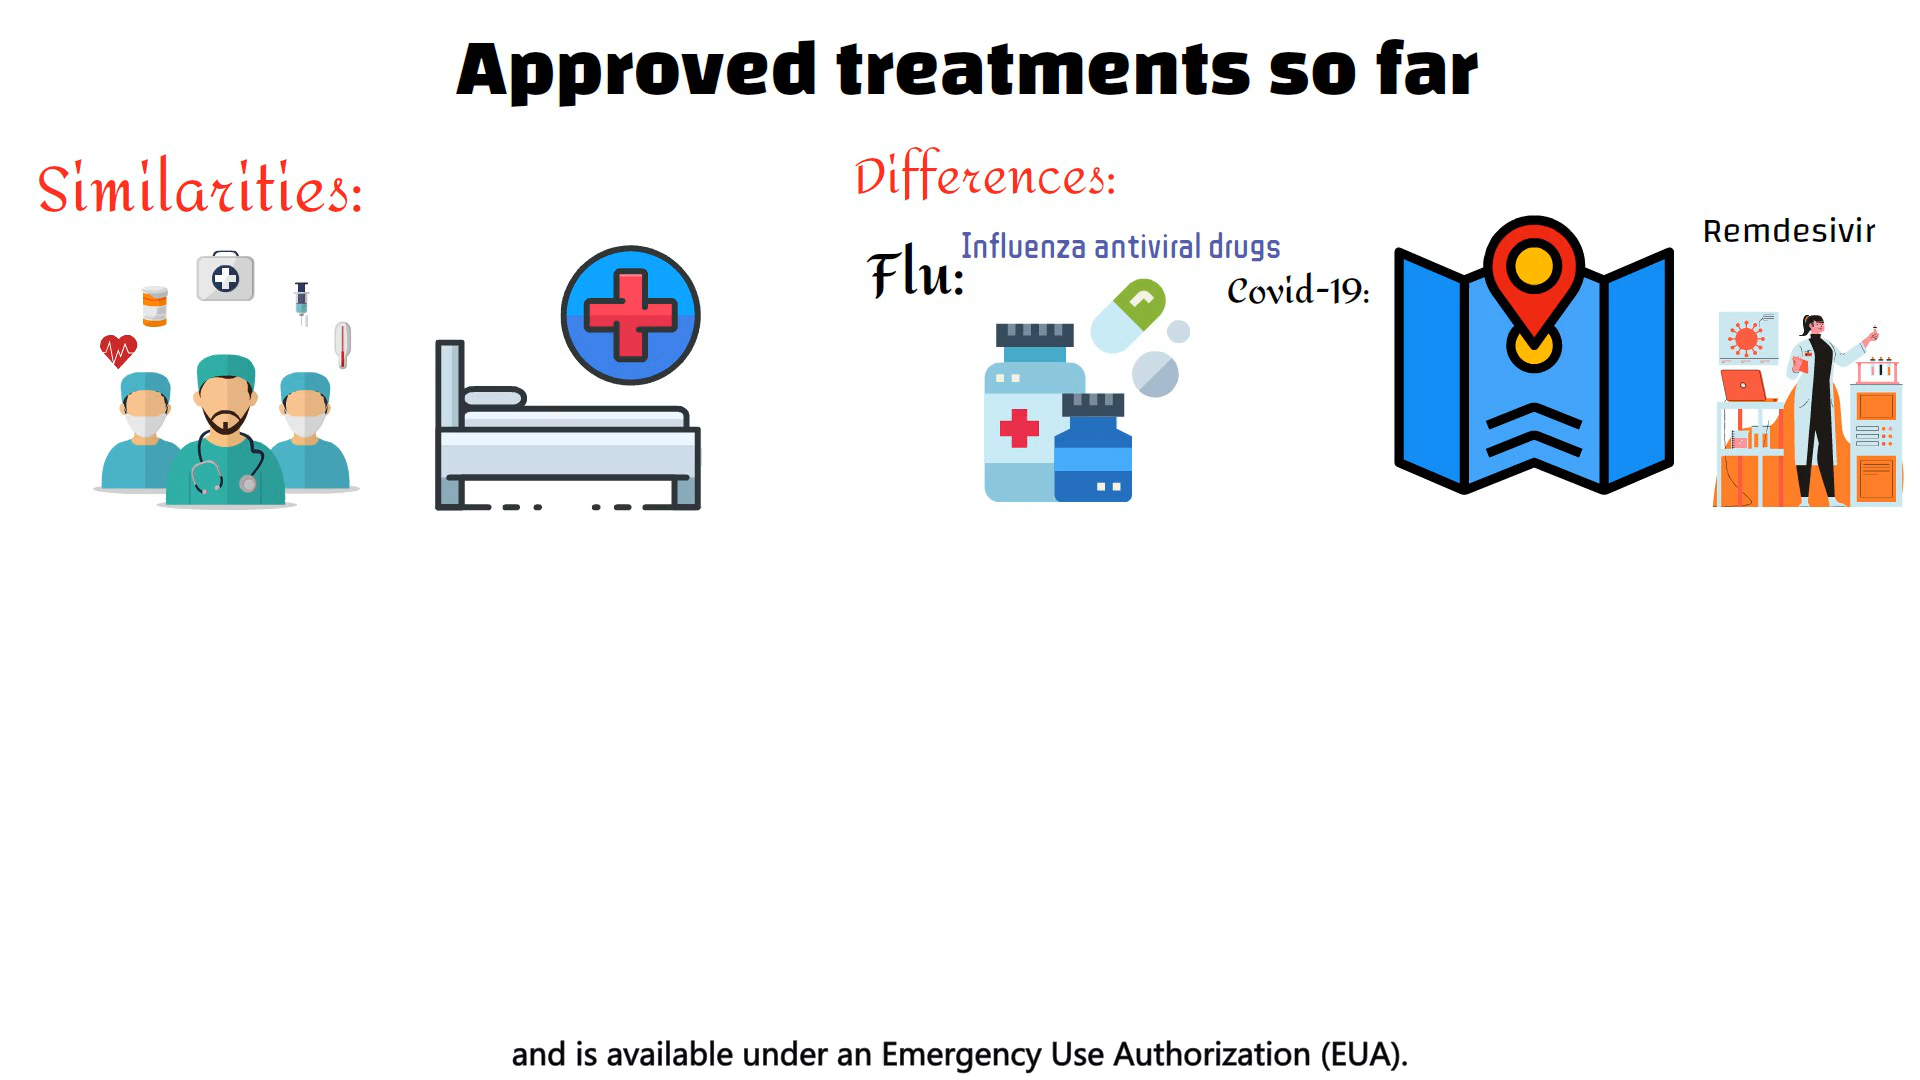 Approved treatments so far
Similarities:
Differences:
Flu:
Influenza antiviral drugs
Covid-19:
Remdesivir
and is available under an Emergency Use Authorization (EUA).